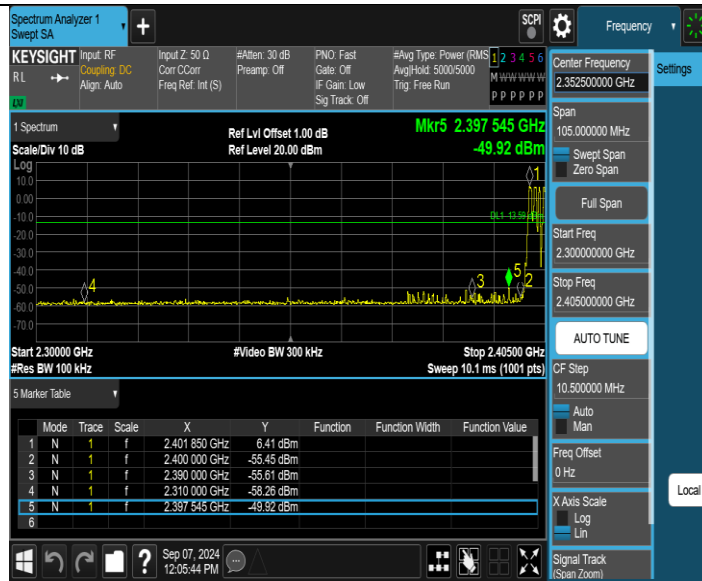 Spectrum Analyzer 1
Swept SA
+
SCPI
Frequency
KEYSIGHT
RL
LXI
Input: RF
Coupling: DC
Align: Auto
Input Z: 50 Ω
Corr CCorr
Freq Ref: Int (S)
#Atten: 30 dB
Preamp: Off
PNO: Fast
Gate: Off
IF Gain: Low
Sig Track: Off
#Avg Type: Power (RMS
Avg|Hold: 5000/5000
Trig: Free Run
1 2 3 4 5 6
M W W W W W
P P P P P P
1 Spectrum
Scale/Div 10 dB
Ref Lvl Offset 1.00 dB
Ref Level 20.00 dBm
Mkr5 2.397 545 GHz
-49.92 dBm
Log
10.0
0.00
-10.0
-20.0
-30.0
-40.0
-50.0
-60.0
-70.0
1
DL1 -13.59 dBm
4
3
5
2
Start 2.30000 GHz
#Video BW 300 kHz
Stop 2.40500 GHz
#Res BW 100 kHz
Sweep 10.1 ms (1001 pts)
5 Marker Table
Mode Trace Scale X Y Function Function Width Function Value
1 N 1 f 2.401 850 GHz 6.41 dBm
2 N 1 f 2.400 000 GHz -55.45 dBm
3 N 1 f 2.390 000 GHz -55.61 dBm
4 N 1 f 2.310 000 GHz -58.26 dBm
5 N 1 f 2.397 545 GHz -49.92 dBm
6
?
Sep 07, 2024
12:05:44 PM
Center Frequency
2.352500000 GHz
Settings
Span
105.000000 MHz
Swept Span
Zero Span
Full Span
Start Freq
2.300000000 GHz
Stop Freq
2.405000000 GHz
AUTO TUNE
CF Step
10.500000 MHz
Auto
Man
Freq Offset
0 Hz
Local
X Axis Scale
Log
Lin
Signal Track
(Span Zoom)